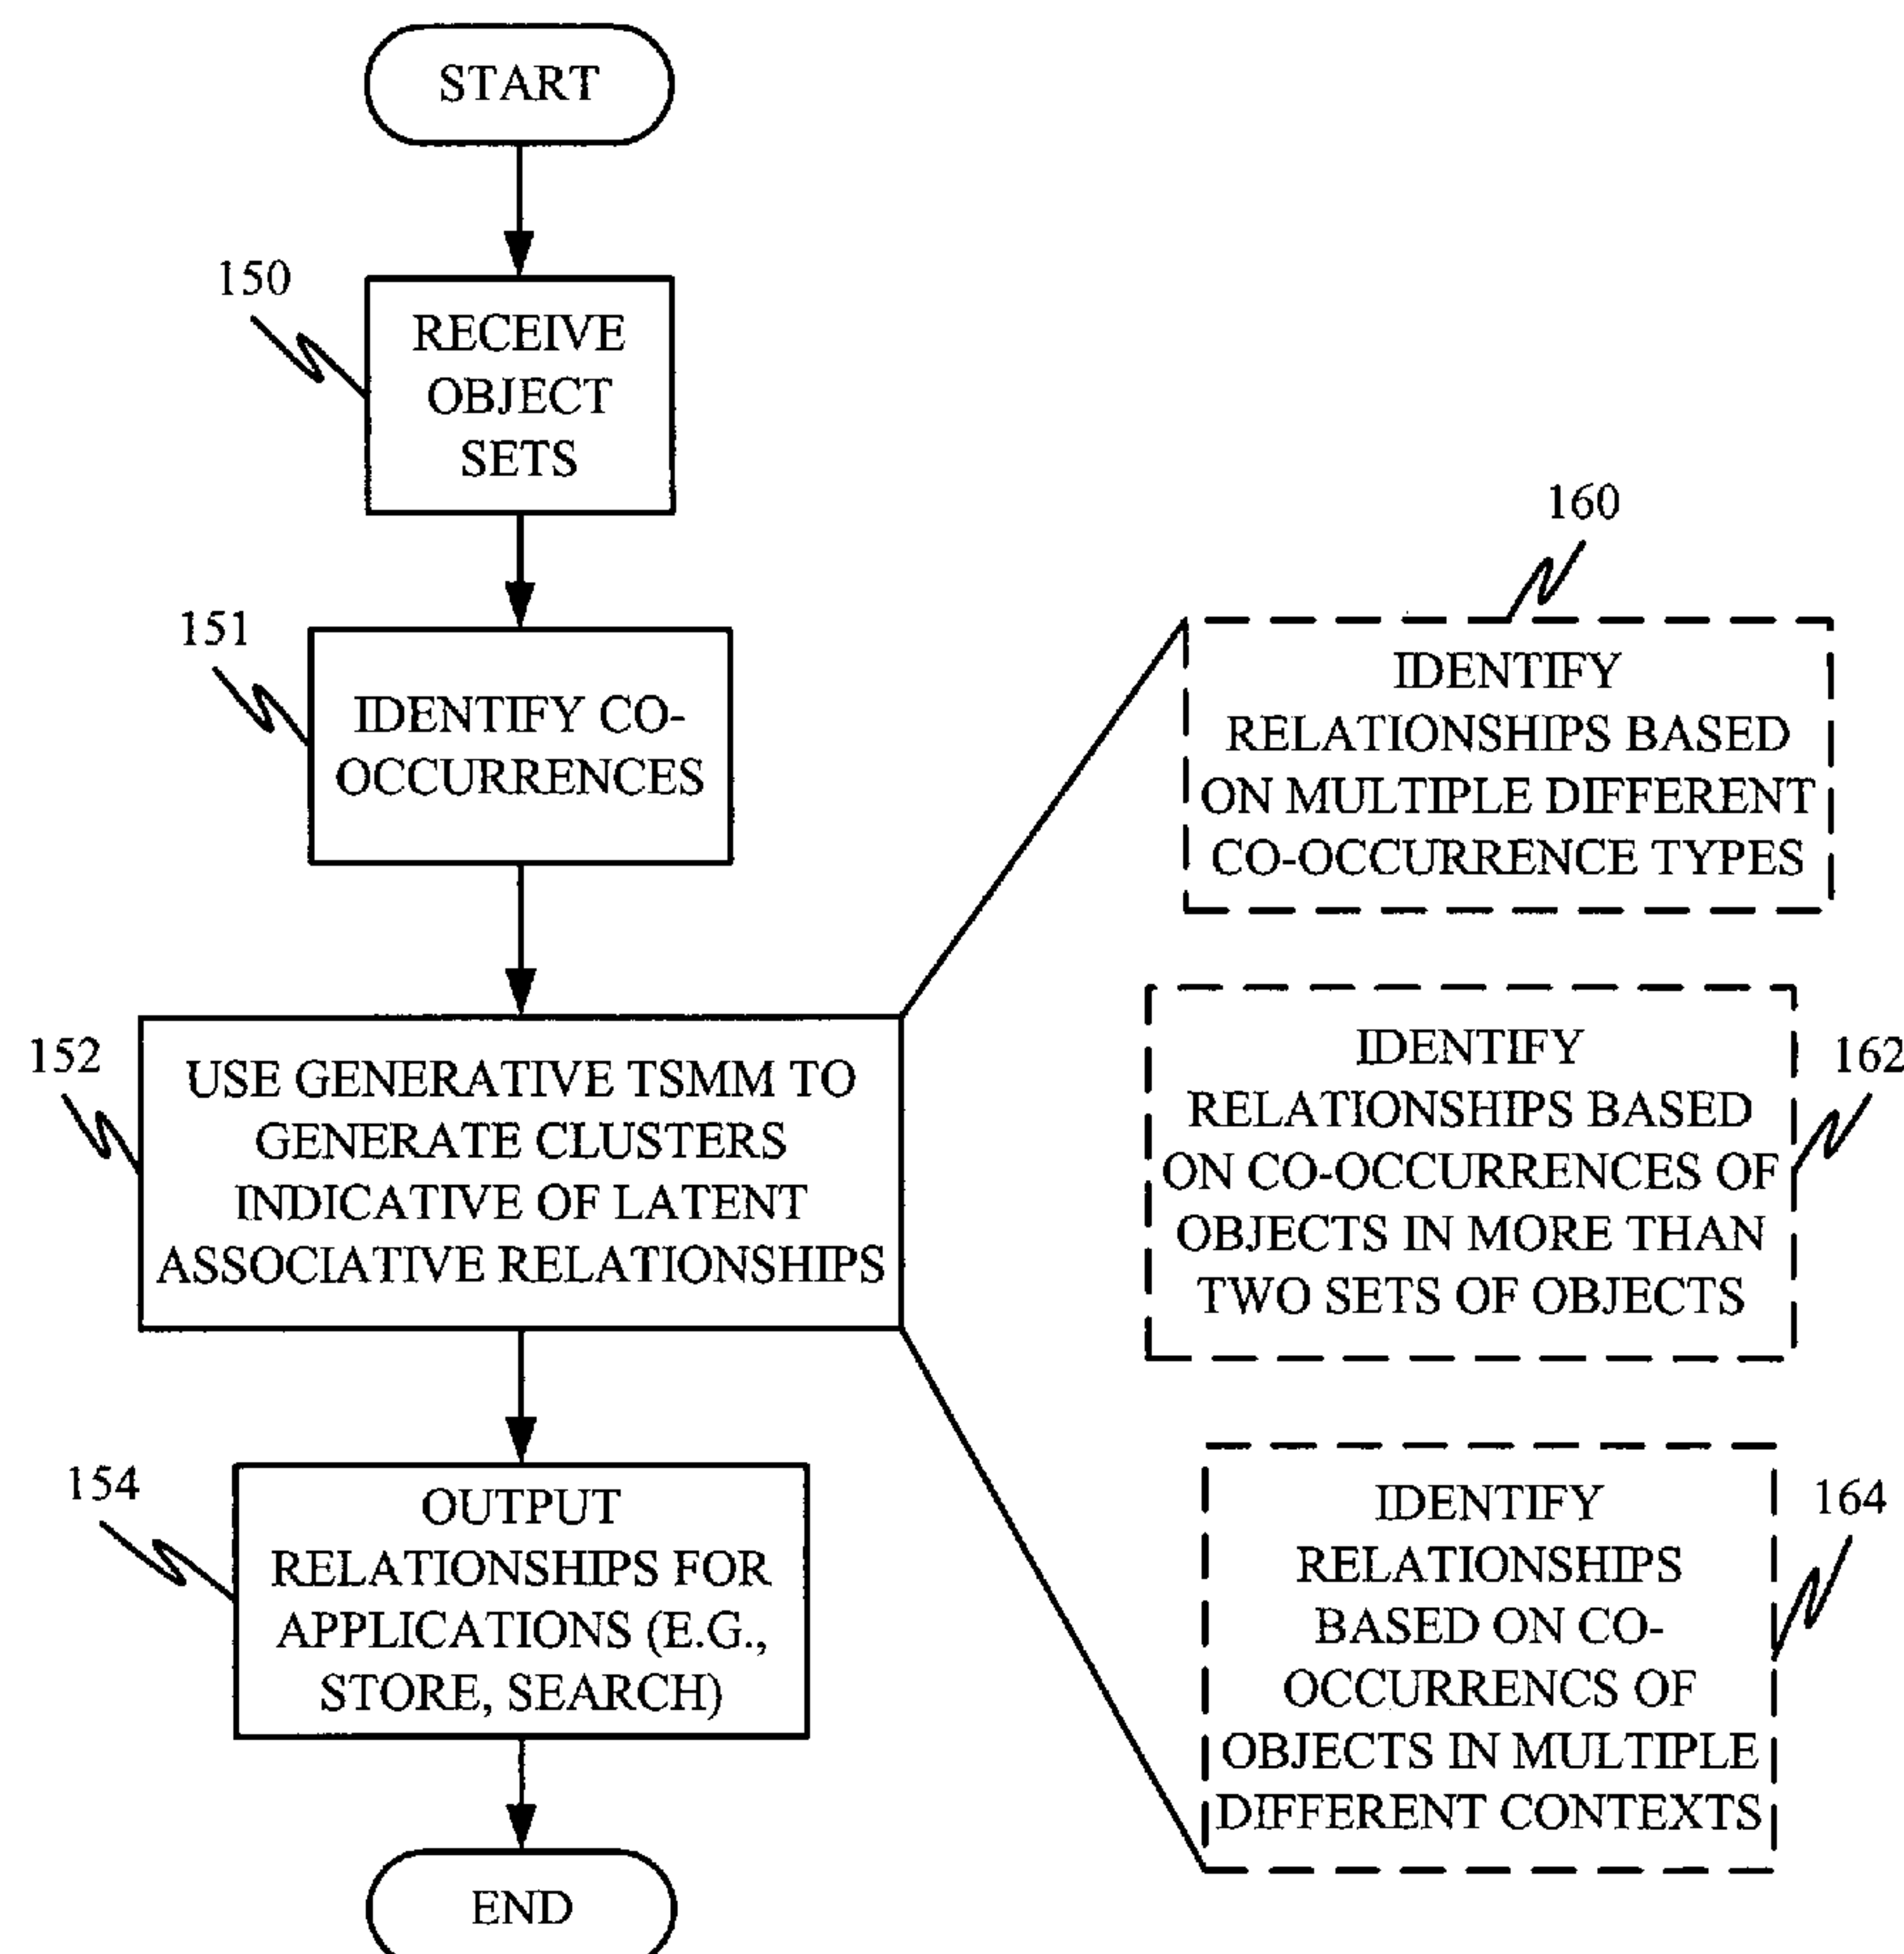 START
150
RECEIVE
OBJECT
SETS
151
IDENTIFY CO-
OCCURRENCES
152
USE GENERATIVE TSMM TO
GENERATE CLUSTERS
INDICATIVE OF LATENT
ASSOCIATIVE RELATIONSHIPS
154
OUTPUT
RELATIONSHIPS FOR
APPLICATIONS (E.G.,
STORE, SEARCH)
END
160
IDENTIFY
RELATIONSHIPS BASED
ON MULTIPLE DIFFERENT
CO-OCCURRENCE TYPES
162
IDENTIFY
RELATIONSHIPS BASED
ON CO-OCCURRENCES OF
OBJECTS IN MORE THAN
TWO SETS OF OBJECTS
164
IDENTIFY
RELATIONSHIPS
BASED ON CO-
OCCURRENCS OF
OBJECTS IN MULTIPLE
DIFFERENT CONTEXTS